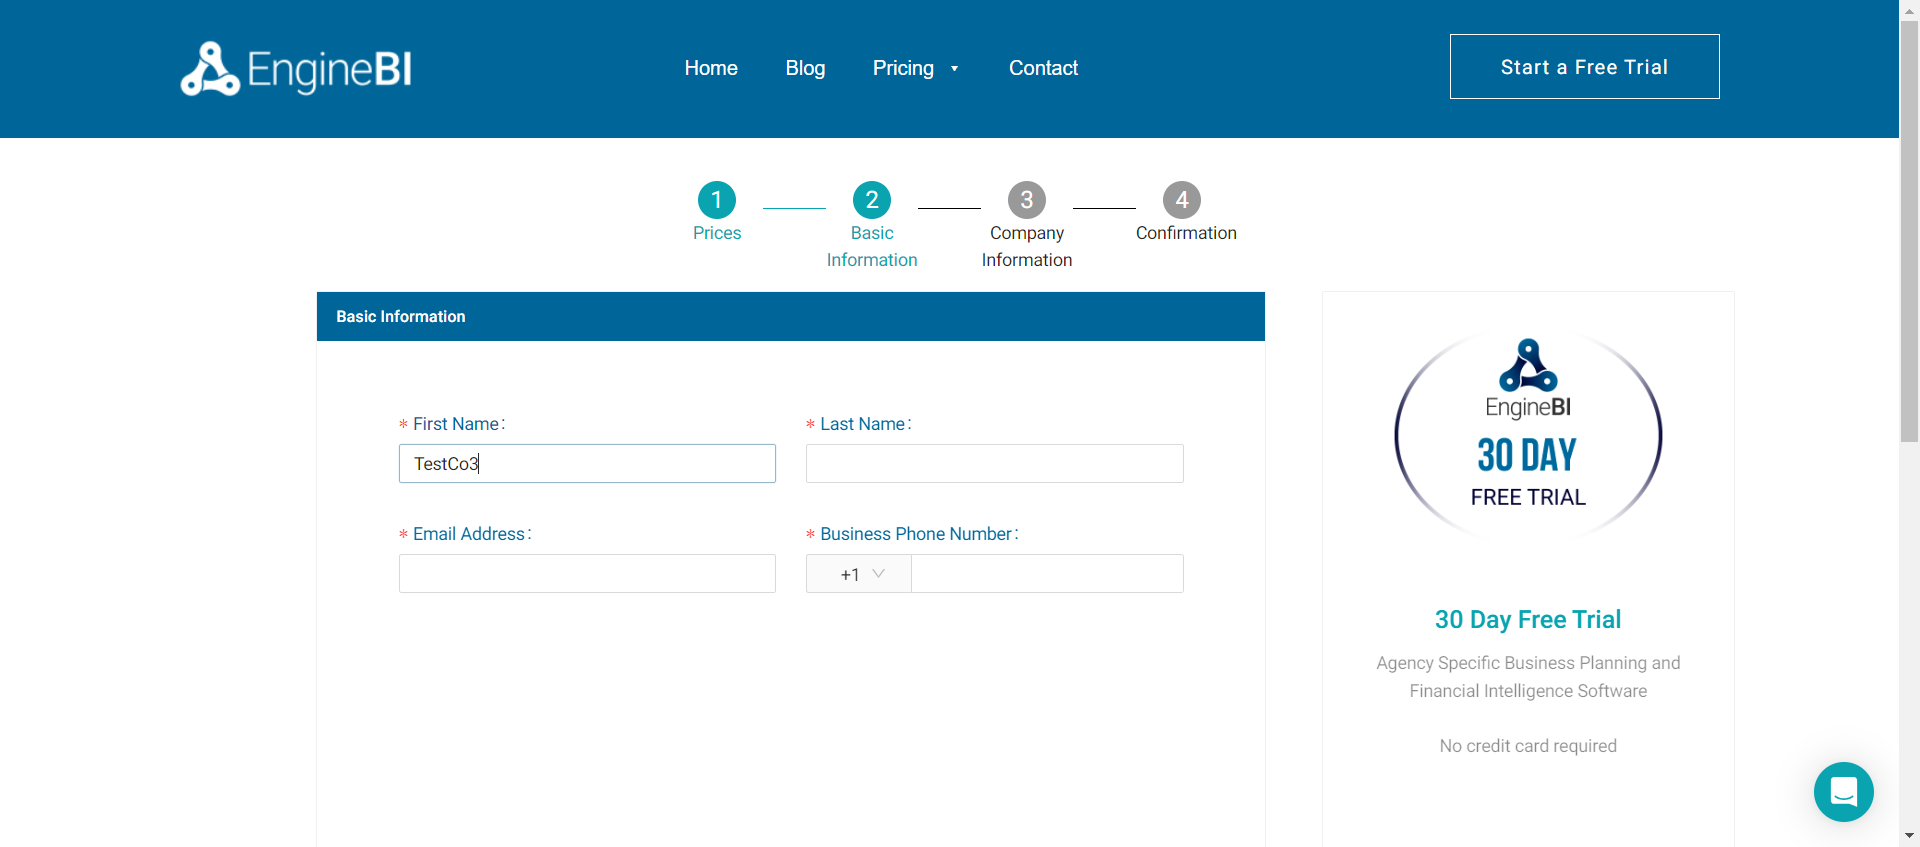 EngineBI
Home Blog Pricing Contact
Start a Free Trial
1 2 3 4
Prices Basic Information Company Information Confirmation
Basic Information
* First Name: * Last Name:
TestCo3
* Email Address: * Business Phone Number:
+1
EngineBI
30 DAY
FREE TRIAL
30 Day Free Trial
Agency Specific Business Planning and
Financial Intelligence Software
No credit card required